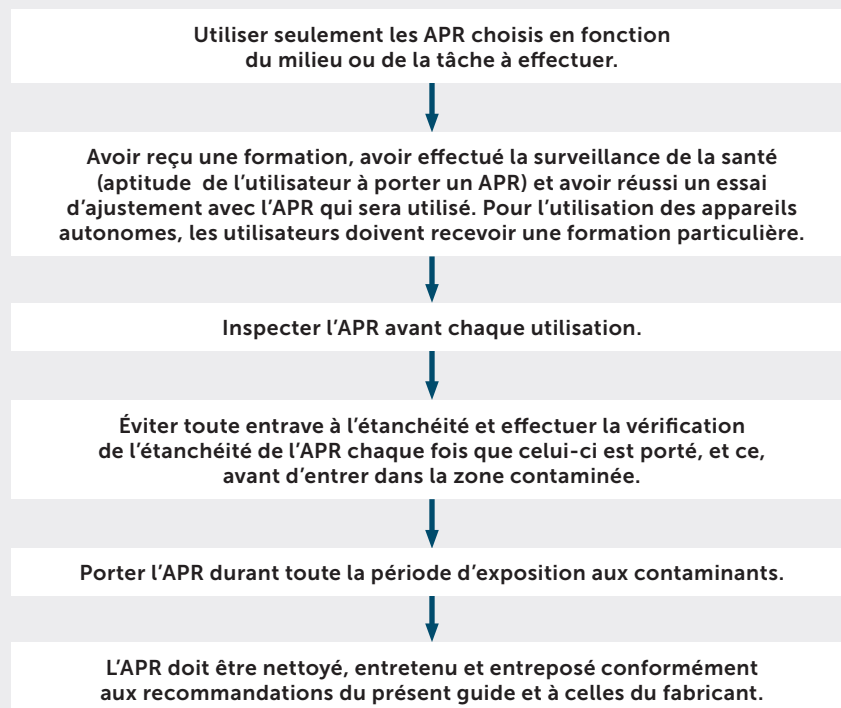 Utiliser seulement les APR choisis en fonction
du milieu ou de la tâche à effectuer.
Avoir reçu une formation, avoir effectué la surveillance de la santé
(aptitude de l’utilisateur à porter un APR) et avoir réussi un essai
d’ajustement avec l’APR qui sera utilisé. Pour l’utilisation des appareils
autonomes, les utilisateurs doivent recevoir une formation particulière.
Inspecter l’APR avant chaque utilisation.
Éviter toute entrave à l’étanchéité et effectuer la vérification
de l’étanchéité de l’APR chaque fois que celui-ci est porté, et ce,
avant d’entrer dans la zone contaminée.
Porter l’APR durant toute la période d’exposition aux contaminants.
L’APR doit être nettoyé, entretenu et entreposé conformément
aux recommandations du présent guide et à celles du fabricant.